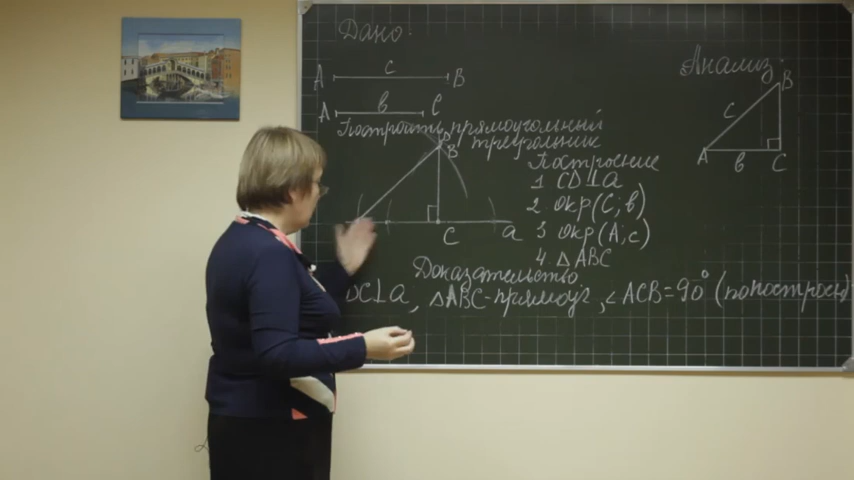 Дано:
A c B
A в C
Построить прямоугольный
треугольник
D
B
C a
Построение
1 CD⊥a
2. окр(C; в)
3 окр(A; c)
4. △ABC
Доказательство
DC⊥a, △ABC-прямоуг, ∠ACB=90° (по построен)
Анализ:
B
c
A в C